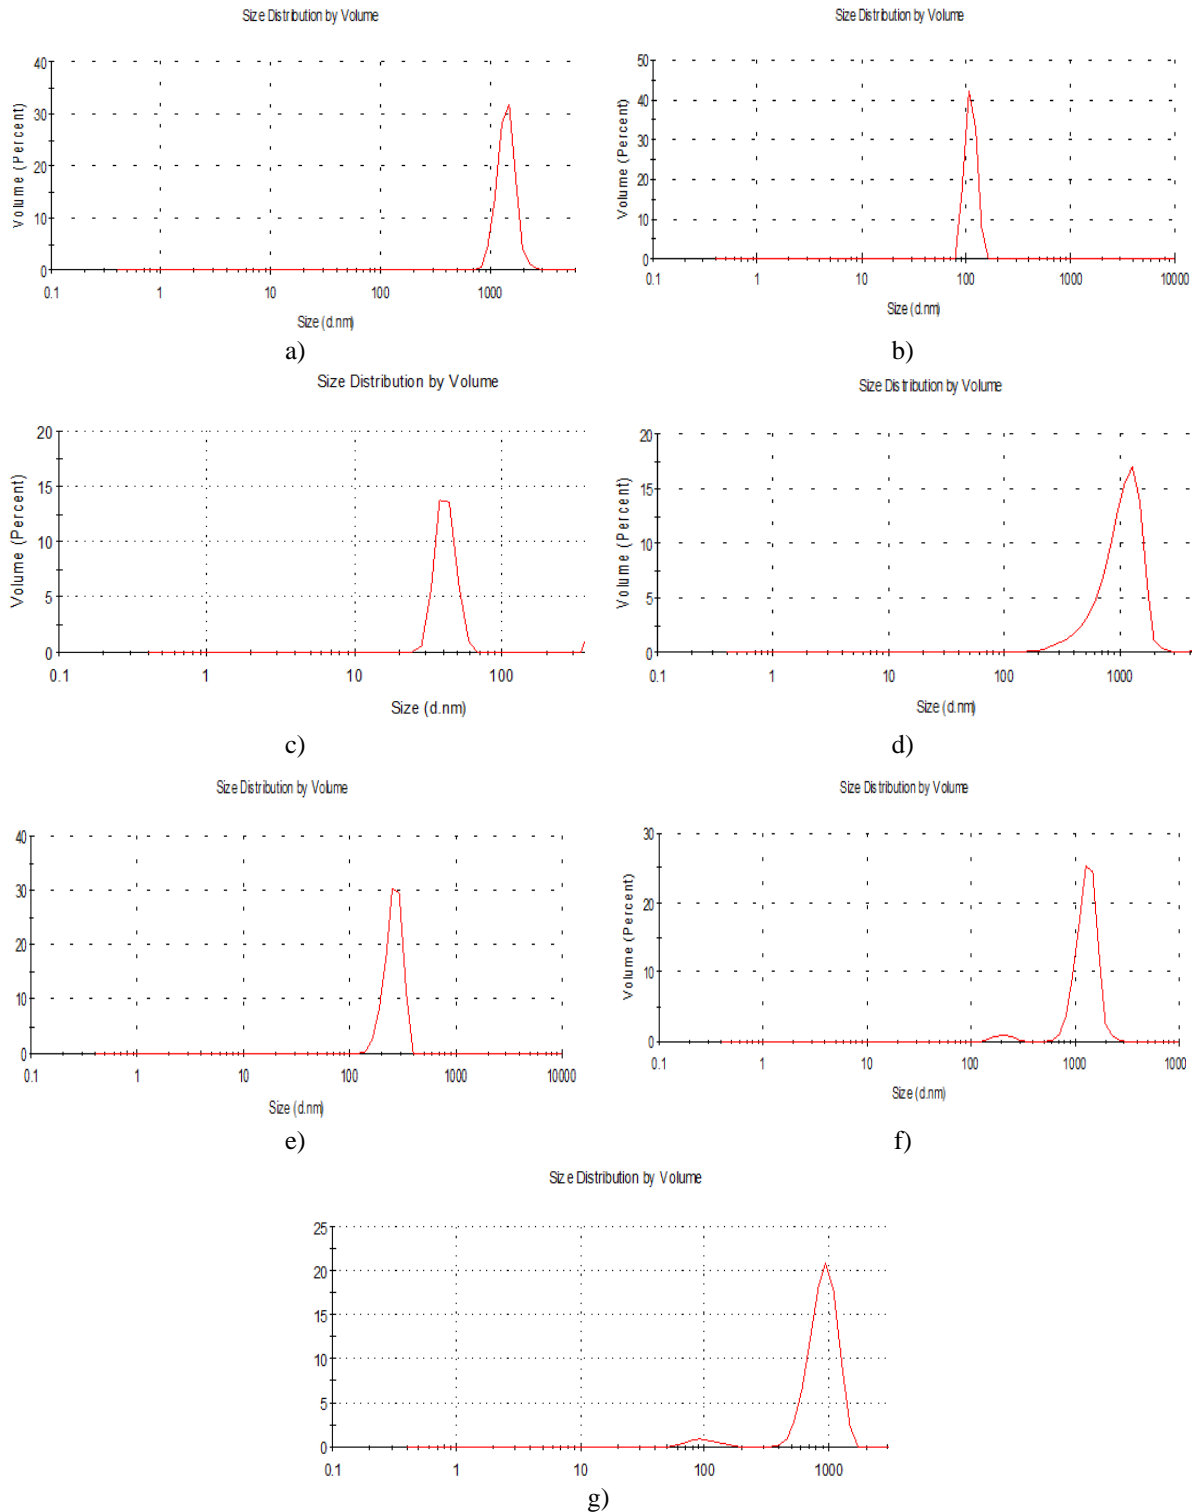 Size Distribution by Volume
Volume (Percent)
40
30
20
10
0
0.1 1 10 100 1000
Size (d.nm)
a)
Size Distribution by Volume
Volume (Percent)
50
40
30
20
10
0
0.1 1 10 100 1000 10000
Size (d.nm)
b)
Size Distribution by Volume
Volume (Percent)
20
15
10
5
0
0.1 1 10 100
Size (d.nm)
c)
Size Distribution by Volume
Volume (Percent)
20
15
10
5
0
0.1 1 10 100 1000
Size (d.nm)
d)
Size Distribution by Volume
Volume (Percent)
40
30
20
10
0
0.1 1 10 100 1000 10000
Size (d.nm)
e)
Size Distribution by Volume
Volume (Percent)
30
20
10
0
0.1 1 10 100 1000 1000
Size (d.nm)
f)
Size Distribution by Volume
25
20
15
10
5
0
0.1 1 10 100 1000
g)